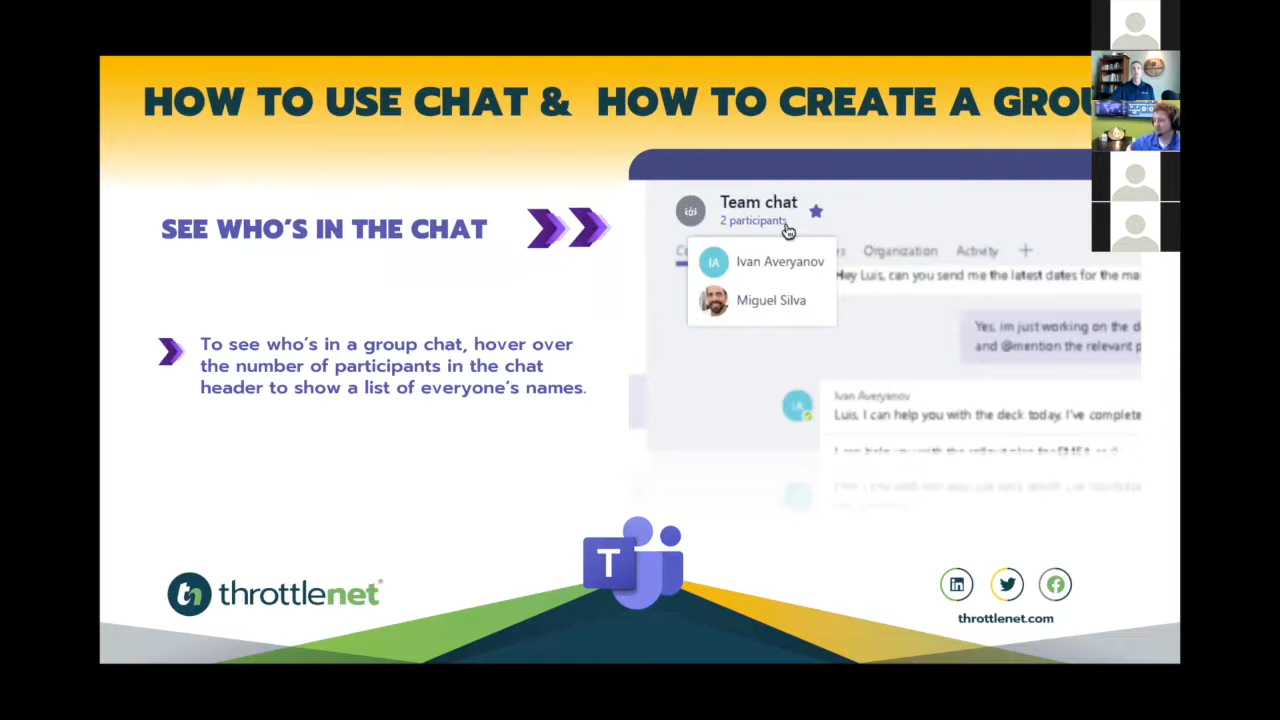 HOW TO USE CHAT & HOW TO CREATE A GROU
SEE WHO'S IN THE CHAT
To see who's in a group chat, hover over
the number of participants in the chat
header to show a list of everyone's names.
Team chat
2 participants
IA Ivan Averyanov
Miguel Silva
Organization Activity +
Hey Luis, can you send me the latest dates for the ma
Yes, im just working on the d
and @mention the relevant p
IA
Ivan Averyanov
Luis, I can help you with the deck today. I've complete
T
tn throttlenet®
in
throttlenet.com